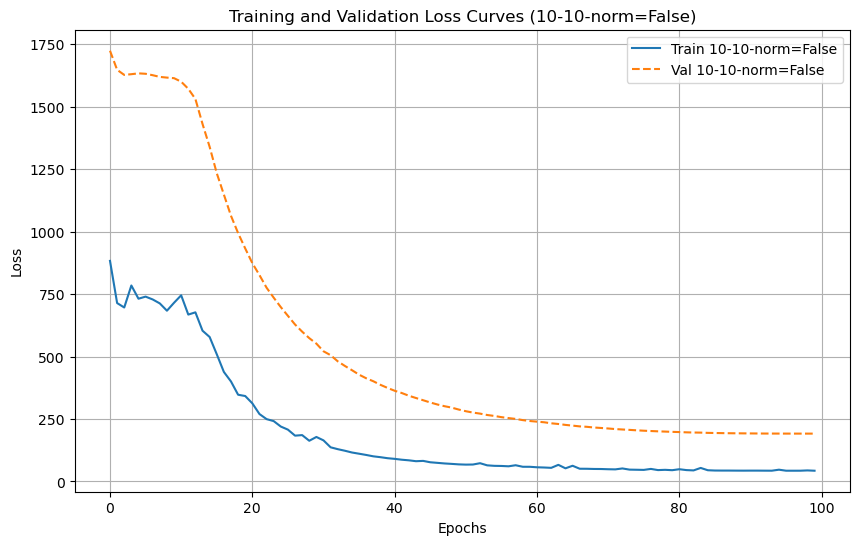 Training and Validation Loss Curves (10-10-norm=False)
Train 10-10-norm=False
Val 10-10-norm=False
Loss
1750
1500
1250
1000
750
500
250
0
0 20 40 60 80 100
Epochs